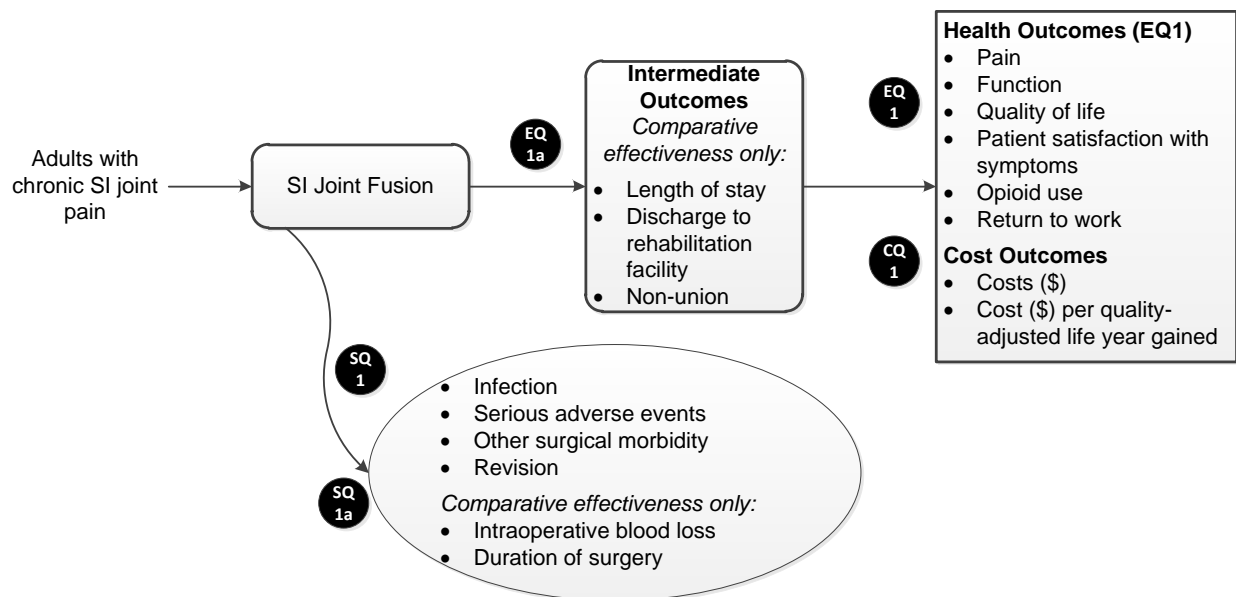 Adults with
chronic SI joint
pain
SI Joint Fusion
EQ
1a
Intermediate
Outcomes
Comparative
effectiveness only:
• Length of stay
• Discharge to
rehabilitation
facility
• Non-union
EQ
1
CQ
1
Health Outcomes (EQ1)
• Pain
• Function
• Quality of life
• Patient satisfaction with
symptoms
• Opioid use
• Return to work
Cost Outcomes
• Costs ($)
• Cost ($) per quality-
adjusted life year gained
SQ
1
SQ
1a
• Infection
• Serious adverse events
• Other surgical morbidity
• Revision
Comparative effectiveness only:
• Intraoperative blood loss
• Duration of surgery